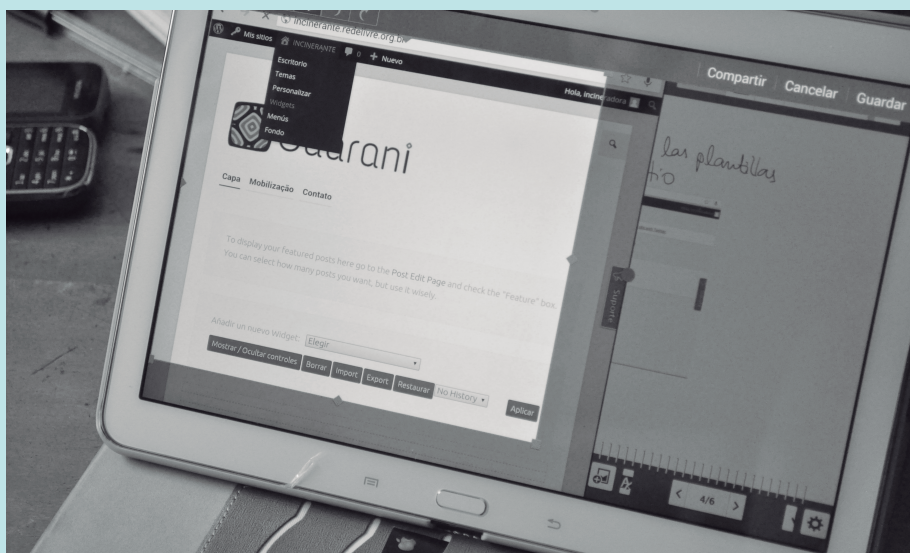 incinerante.redelivre.org.br
Mis sitios INCINERANTE 0 + Nuevo
Hola, incineradora
Escritorio
Temas
Personalizar
Widgets
Menús
Fondo
Guarani
Capa Mobilização Contato
To display your featured posts here go to the Post Edit Page and check the "Feature" box.
You can select how many posts you want, but use it wisely.
Añadir un nuevo Widget: Elegir
Mostrar / Ocultar controles Borrar Import Export Restaurar No History Aplicar
Soporte
Compartir Cancelar Guardar
las plantillas
4/6